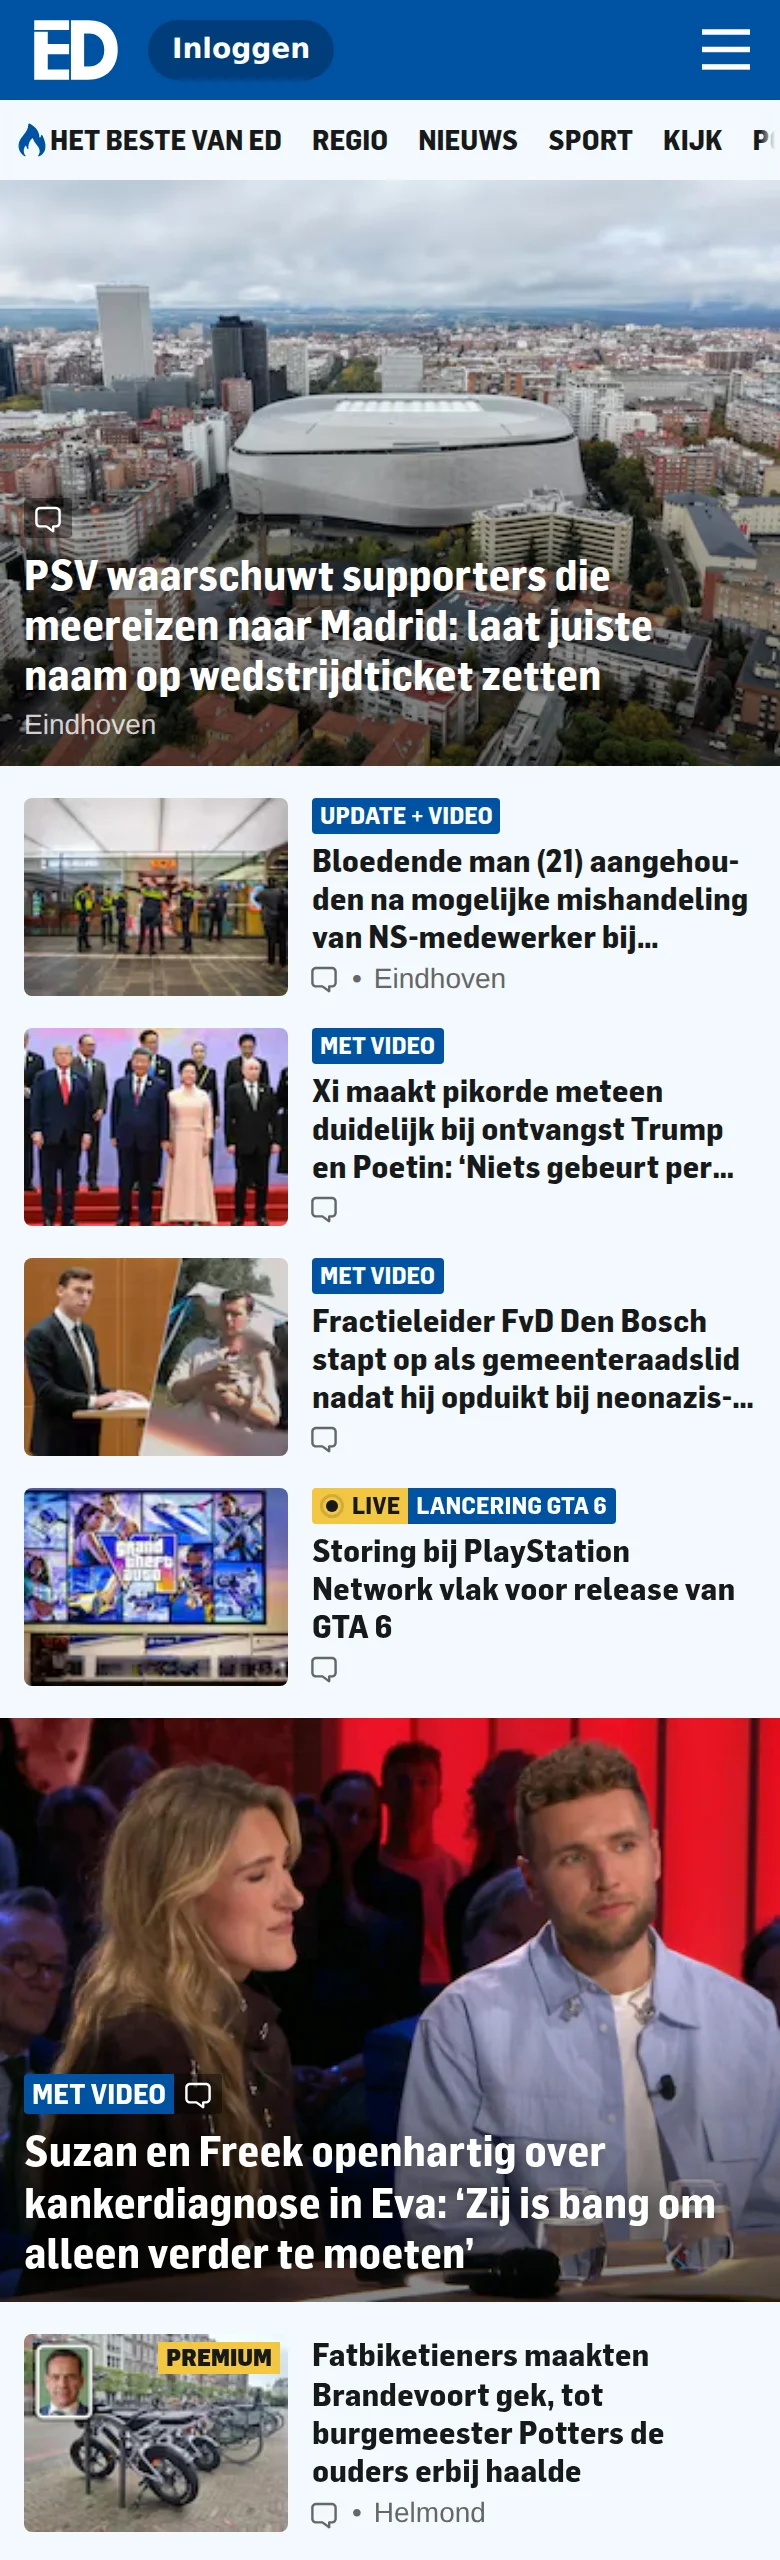 ED
Inloggen
HET BESTE VAN ED REGIO NIEUWS SPORT KIJK
PSV waarschuwt supporters die
meereizen naar Madrid: laat juiste
naam op wedstrijdticket zetten
Eindhoven
UPDATE + VIDEO
Bloedende man (21) aangehou-
den na mogelijke mishandeling
van NS-medewerker bij...
• Eindhoven
MET VIDEO
Xi maakt pikorde meteen
duidelijk bij ontvangst Trump
en Poetin: ‘Niets gebeurt per...
MET VIDEO
Fractieleider FvD Den Bosch
stapt op als gemeenteraadslid
nadat hij opduikt bij neonazis-...
grand
theft
auto
LIVE LANCERING GTA 6
Storing bij PlayStation
Network vlak voor release van
GTA 6
MET VIDEO
Suzan en Freek openhartig over
kankerdiagnose in Eva: ‘Zij is bang om
alleen verder te moeten’
PREMIUM
Fatbiketieners maakten
Brandevoort gek, tot
burgemeester Potters de
ouders erbij haalde
• Helmond